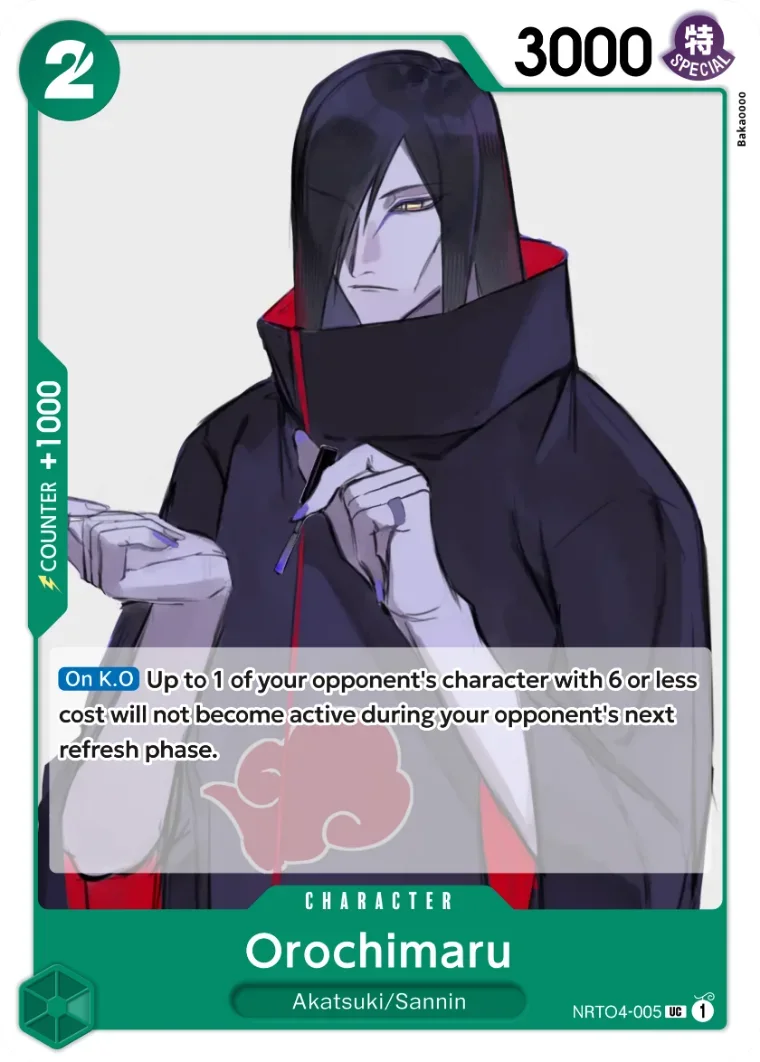 2
3000
特
SPECIAL
Bakaoooo
COUNTER +1000
On K.O Up to 1 of your opponent's character with 6 or less
cost will not become active during your opponent's next
refresh phase.
CHARACTER
Orochimaru
Akatsuki/Sannin
NRTO4-005 UC 1